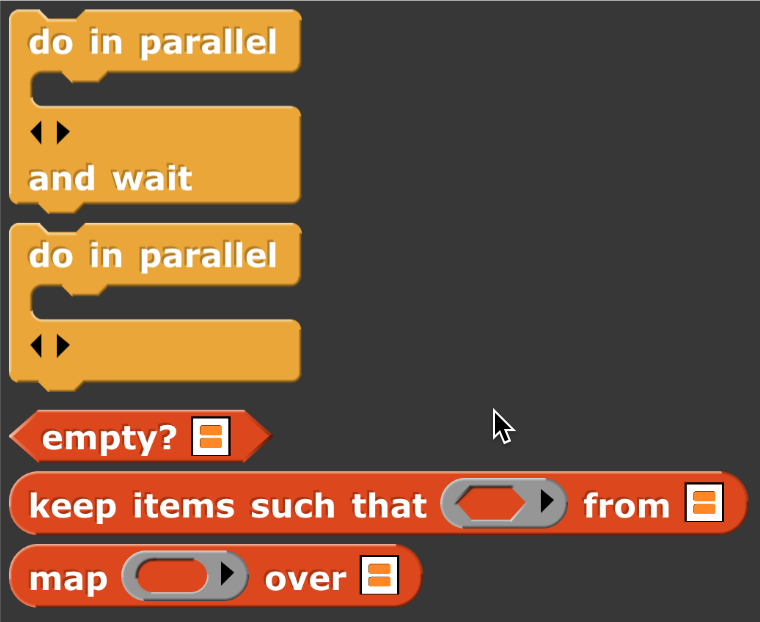 do in parallel
and wait
do in parallel
empty?
keep items such that from
map over